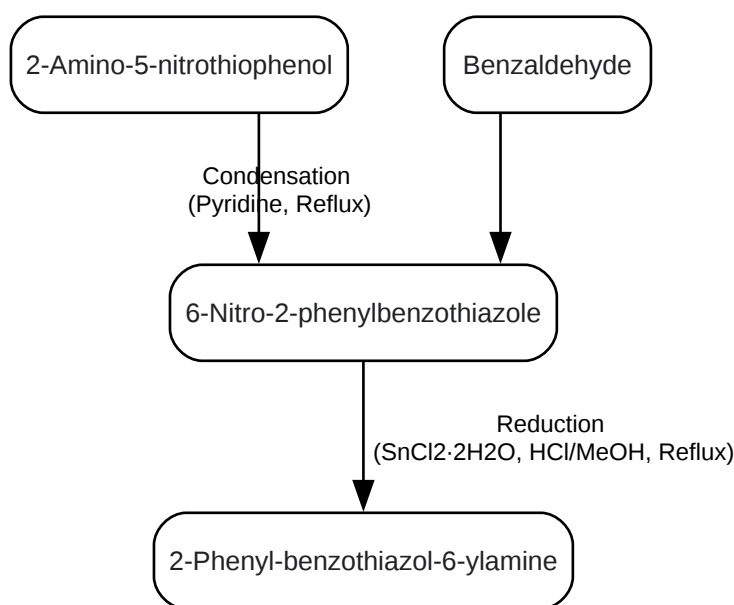 2-Amino-5-nitrothiophenol
Benzaldehyde
Condensation
(Pyridine, Reflux)
6-Nitro-2-phenylbenzothiazole
Reduction
(SnCl2·2H2O, HCl/MeOH, Reflux)
2-Phenyl-benzothiazol-6-ylamine